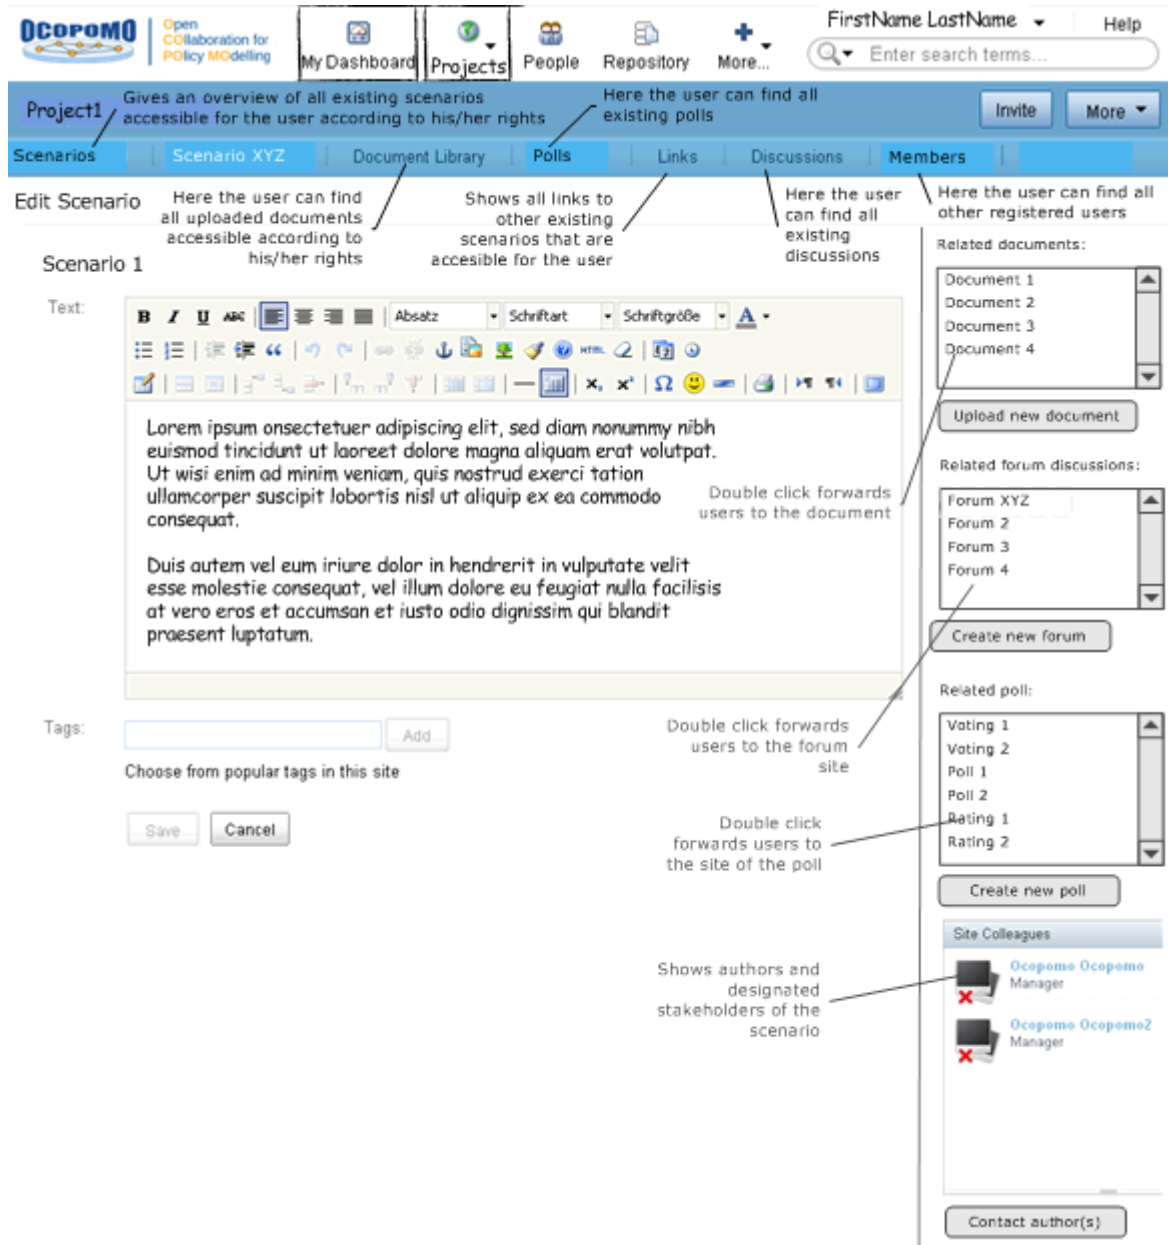 OCOPOMO
Open
COllaboration for
POlicy MOdelling
My Dashboard
Projects
People
Repository
More...
FirstName LastName
Help
Enter search terms...
Project1
Gives an overview of all existing scenarios
accessible for the user according to his/her rights
Here the user can find all
existing polls
Invite
More
Scenarios
Scenario XYZ
Document Library
Polls
Links
Discussions
Members
Edit Scenario
Here the user can find
all uploaded documents
accessible according to
his/her rights
Shows all links to
other existing
scenarios that are
accesible for the user
Here the user
can find all
existing
discussions
Here the user can find all
other registered users
Scenario 1
Text:
B I U ABC
Absatz
Schriftart
Schriftgröße
A
HTML
Lorem ipsum onsectetuer adipiscing elit, sed diam nonummy nibh
euismod tincidunt ut laoreet dolore magna aliquam erat volutpat.
Ut wisi enim ad minim veniam, quis nostrud exerci tation
ullamcorper suscipit lobortis nisl ut aliquip ex ea commodo
consequat.
Duis autem vel eum iriure dolor in hendrerit in vulputate velit
esse molestie consequat, vel illum dolore eu feugiat nulla facilisis
at vero eros et accumsan et iusto odio dignissim qui blandit
praesent luptatum.
Tags:
Add
Choose from popular tags in this site
Save
Cancel
Related documents:
Document 1
Document 2
Document 3
Document 4
Upload new document
Double click forwards
users to the document
Related forum discussions:
Forum XYZ
Forum 2
Forum 3
Forum 4
Create new forum
Double click forwards
users to the forum
site
Related poll:
Voting 1
Voting 2
Poll 1
Poll 2
Rating 1
Rating 2
Double click
forwards users to
the site of the poll
Create new poll
Site Colleagues
Ocopomo Ocopomo
Manager
Ocopomo Ocopomo2
Manager
Shows authors and
designated
stakeholders of the
scenario
Contact author(s)